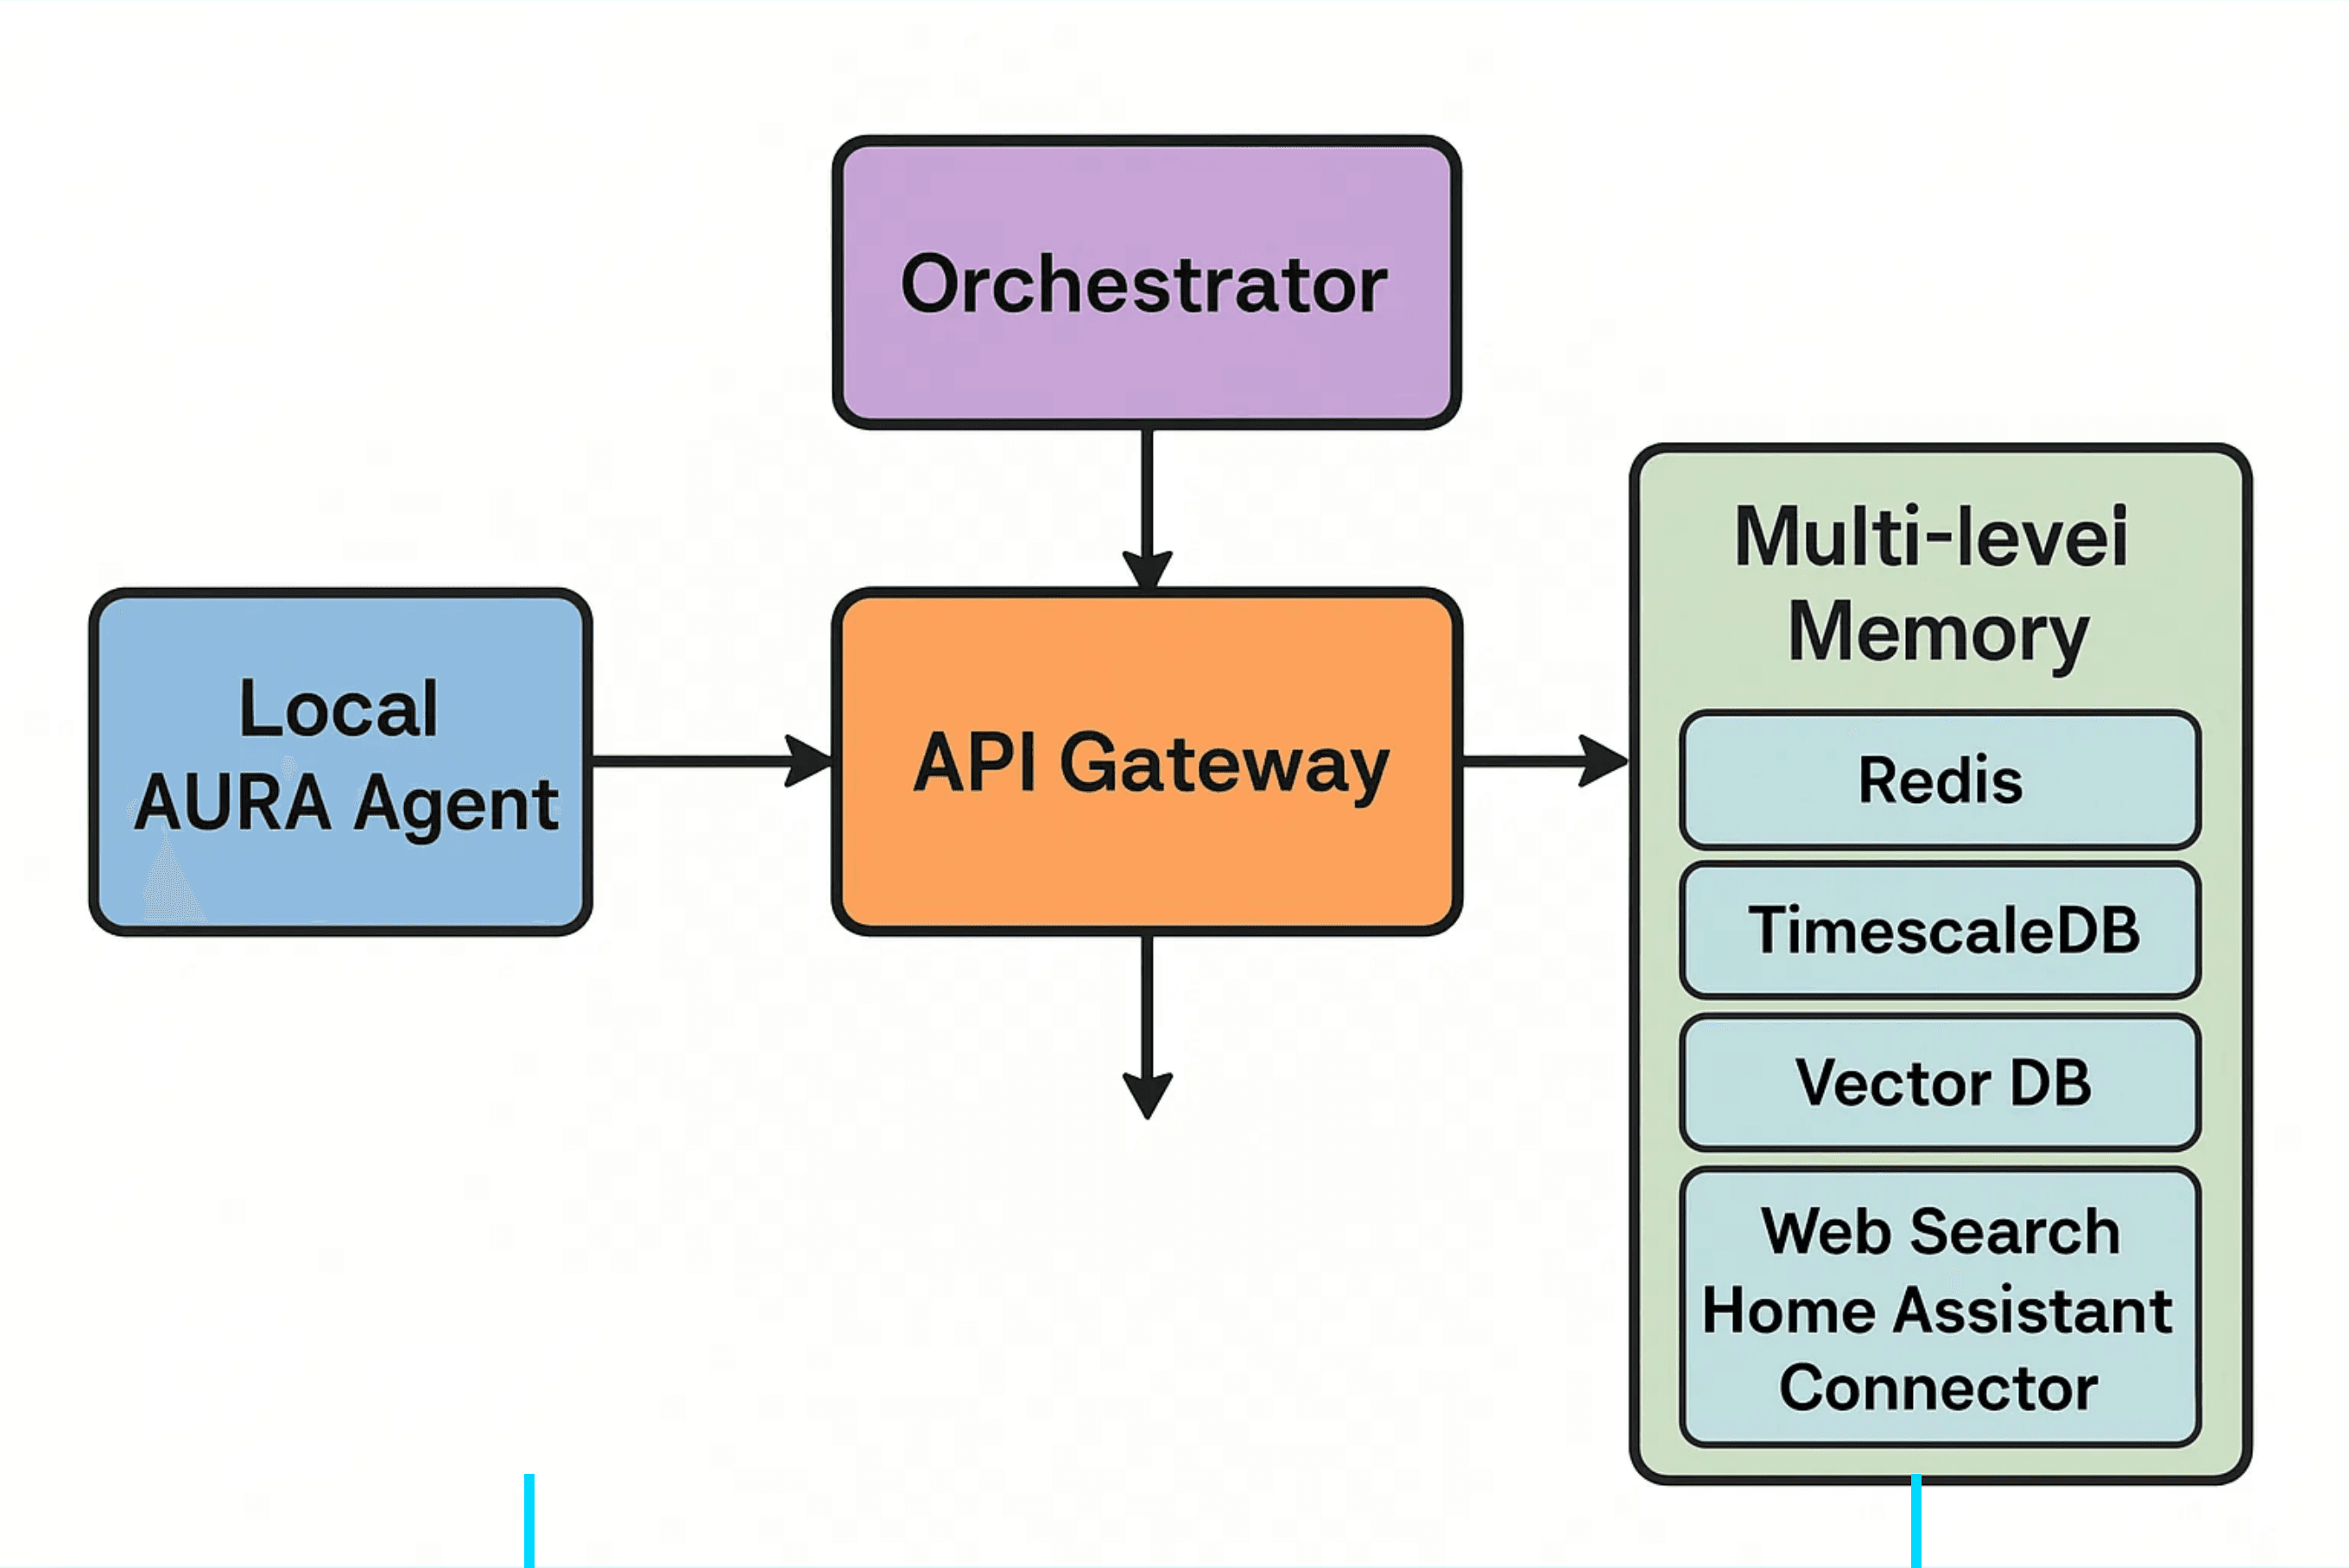 Orchestrator
Local
AURA Agent
API Gateway
Multi-levei
Memory
Redis
TimescaleDB
Vector DB
Web Search
Home Assistant
Connector